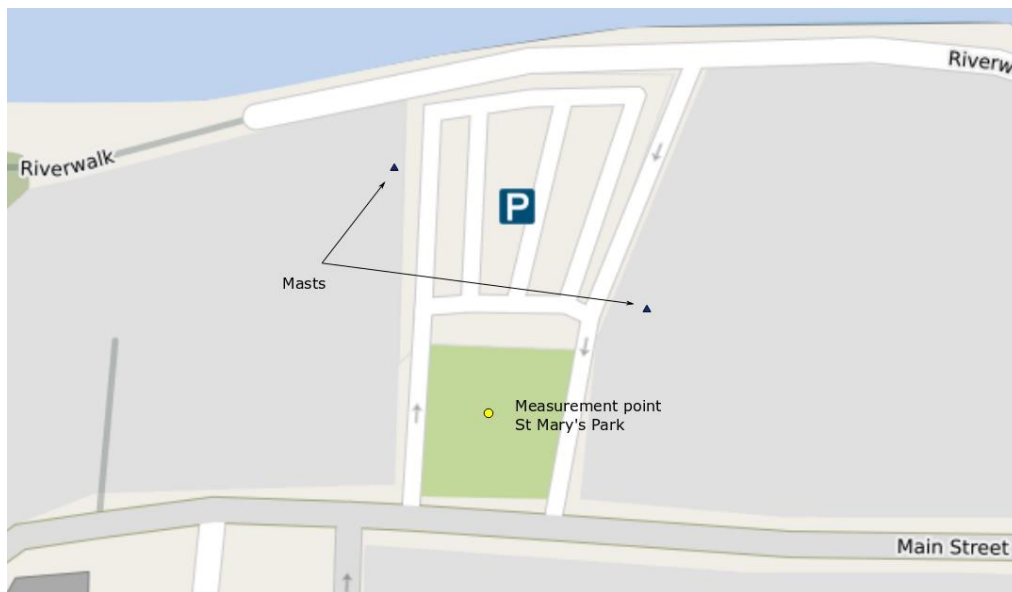 Riverw
Riverwalk
P
Masts
Measurement point
St Mary's Park
Main Street